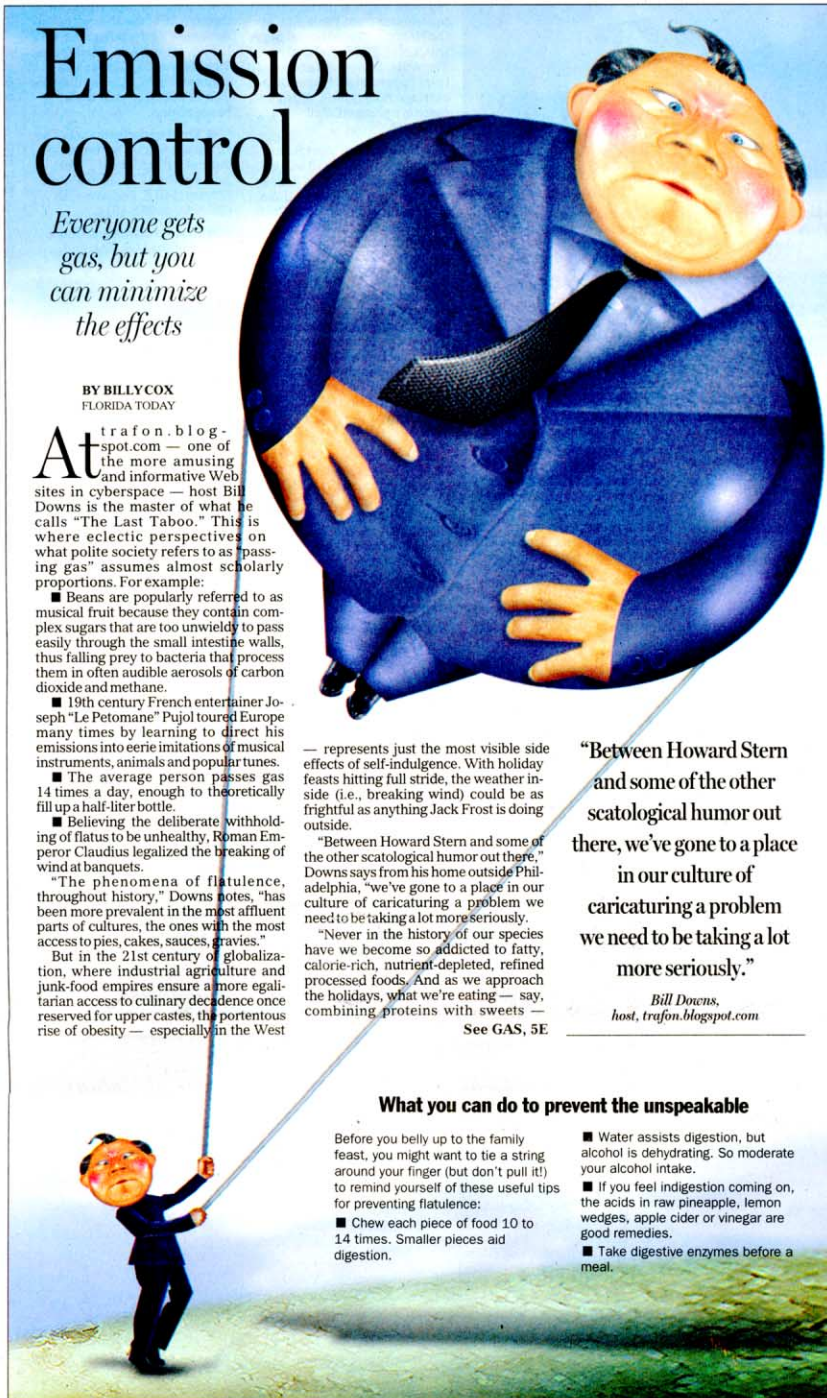 Emission
control
Everyone gets
gas, but you
can minimize
the effects
BY BILLY COX
FLORIDA TODAY
At trafon.blog-
spot.com — one of
the more amusing
and informative Web
sites in cyberspace — host Bill
Downs is the master of what he
calls “The Last Taboo.” This is
where eclectic perspectives on
what polite society refers to as “pass-
ing gas” assumes almost scholarly
proportions. For example:
■ Beans are popularly referred to as
musical fruit because they contain com-
plex sugars that are too unwieldy to pass
easily through the small intestine walls,
thus falling prey to bacteria that process
them in often audible aerosols of carbon
dioxide and methane.
■ 19th century French entertainer Jo-
seph “Le Petomane” Pujol toured Europe
many times by learning to direct his
emissions into eerie imitations of musical
instruments, animals and popular tunes.
■ The average person passes gas
14 times a day, enough to theoretically
fill up a half-liter bottle.
■ Believing the deliberate withhold-
ing of flatus to be unhealthy, Roman Em-
peror Claudius legalized the breaking of
wind at banquets.
“The phenomena of flatulence,
throughout history,” Downs notes, “has
been more prevalent in the most affluent
parts of cultures, the ones with the most
access to pies, cakes, sauces, gravies.”
But in the 21st century of globaliza-
tion, where industrial agriculture and
junk-food empires ensure a more egali-
tarian access to culinary decadence once
reserved for upper castes, the portentous
rise of obesity — especially in the West
— represents just the most visible side
effects of self-indulgence. With holiday
feasts hitting full stride, the weather in-
side (i.e., breaking wind) could be as
frightful as anything Jack Frost is doing
outside.
“Between Howard Stern and some of
the other scatological humor out there,”
Downs says from his home outside Phil-
adelphia, “we’ve gone to a place in our
culture of caricaturing a problem we
need to be taking a lot more seriously.
“Never in the history of our species
have we become so addicted to fatty,
calorie-rich, nutrient-depleted, refined
processed foods. And as we approach
the holidays, what we’re eating — say,
combining proteins with sweets —
See GAS, 5E
“Between Howard Stern
and some of the other
scatological humor out
there, we’ve gone to a place
in our culture of
caricaturing a problem
we need to be taking a lot
more seriously.”
Bill Downs,
host, trafon.blogspot.com
What you can do to prevent the unspeakable
Before you belly up to the family
feast, you might want to tie a string
around your finger (but don’t pull it!)
to remind yourself of these useful tips
for preventing flatulence:
■ Chew each piece of food 10 to
14 times. Smaller pieces aid
digestion.
■ Water assists digestion, but
alcohol is dehydrating. So moderate
your alcohol intake.
■ If you feel indigestion coming on,
the acids in raw pineapple, lemon
wedges, apple cider or vinegar are
good remedies.
■ Take digestive enzymes before a
meal.